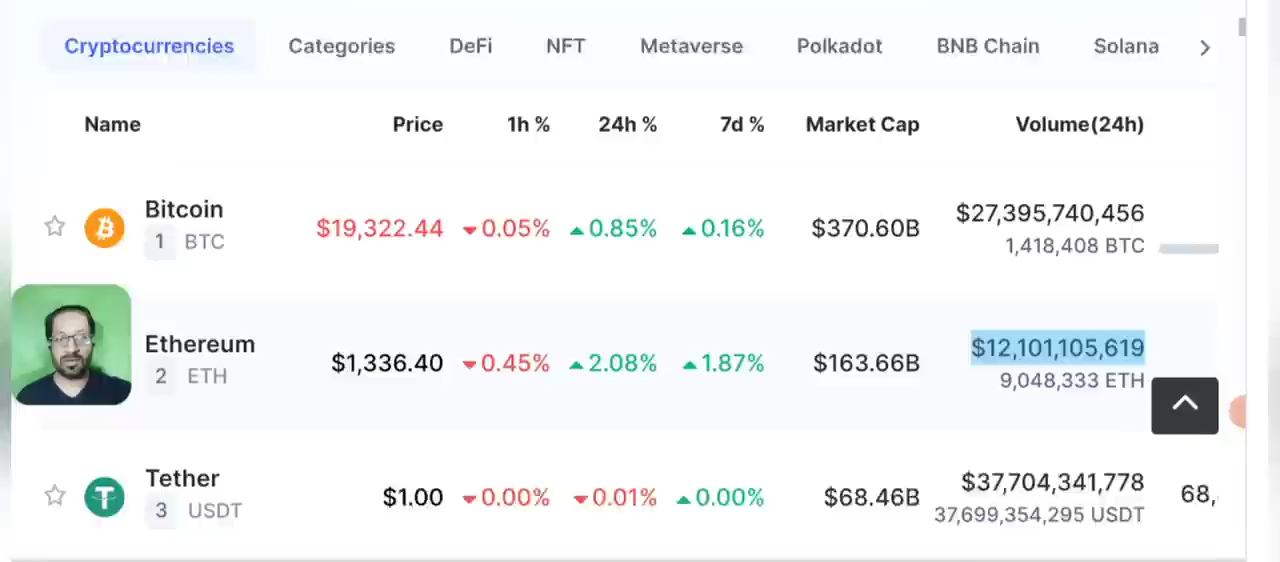 Cryptocurrencies Categories DeFi NFT Metaverse Polkadot BNB Chain Solana
Name Price 1h % 24h % 7d % Market Cap Volume(24h)
Bitcoin
1 BTC
$19,322.44 0.05% 0.85% 0.16% $370.60B
$27,395,740,456
1,418,408 BTC
Ethereum
2 ETH
$1,336.40 0.45% 2.08% 1.87% $163.66B
$12,101,105,619
9,048,333 ETH
Tether
3 USDT
$1.00 0.00% 0.01% 0.00% $68.46B
$37,704,341,778
37,699,354,295 USDT
68,